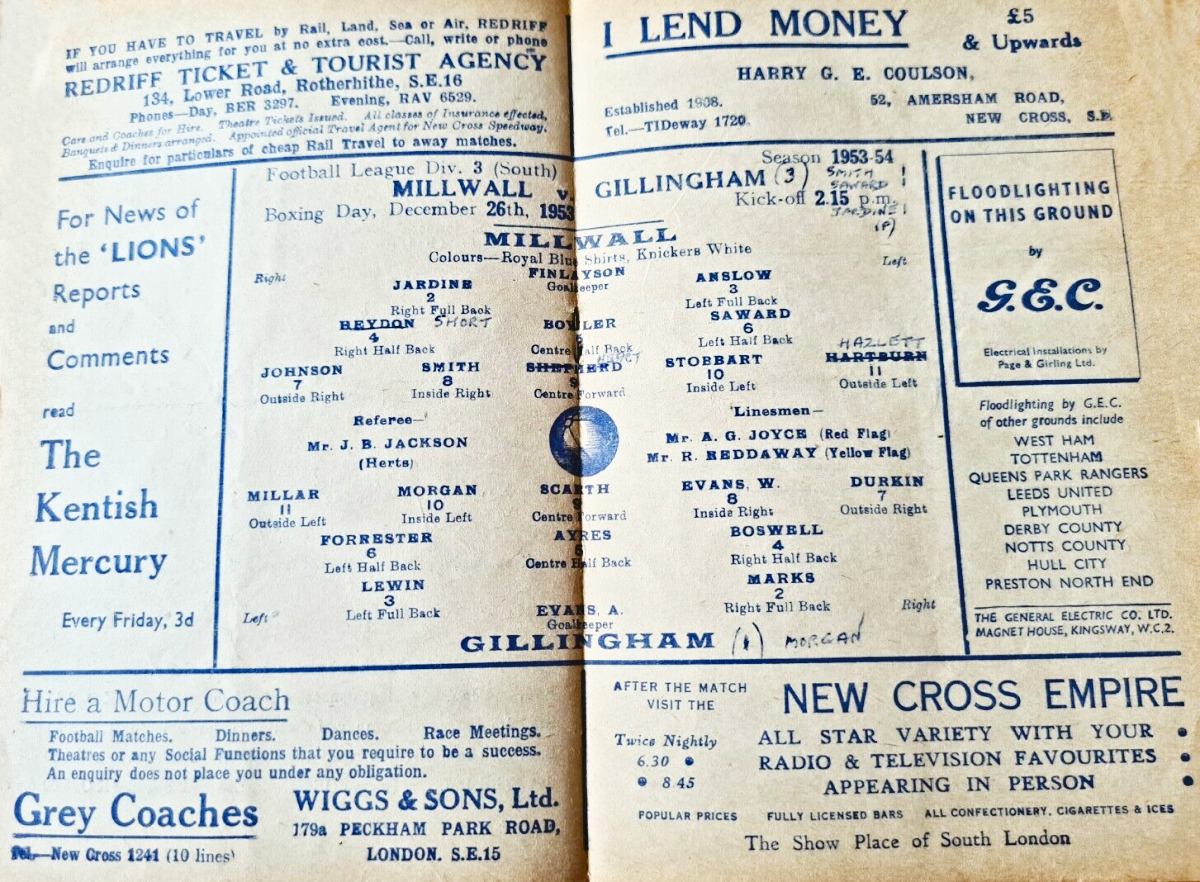 IF YOU HAVE TO TRAVEL by Rail, Land, Sea or Air, REDRIFF
will arrange everything for you at no extra cost.—Call, write or phone
REDRIFF TICKET & TOURIST AGENCY
134, Lower Road, Rotherhithe, S.E.16
Phones—Day, BER 3297. Evening, RAV 6529.
Cars and Coaches for Hire. Theatre Tickets Issued. All classes of Insurance effected,
Banquets & Dinners arranged. Appointed official Travel Agent for New Cross Speedway.
Enquire for particulars of cheap Rail Travel to away matches.
I LEND MONEY
£5
& Upwards
HARRY G. E. COULSON,
Established 1908.
52, AMERSHAM ROAD,
Tel.—TIDeway 1720.
NEW CROSS, S.E.
For News of
the 'LIONS'
Reports
and
Comments
read
The
Kentish
Mercury
Every Friday, 3d
Football League Div. 3 (South)
Season 1953-54
MILLWALL v. GILLINGHAM (3)
SMITH 1
SAWARD 1
JARDINE 1
(P)
Boxing Day, December 26th, 1953
Kick-off 2.15 p.m.
MILLWALL
Colours—Royal Blue Shirts, Knickers White
Right
Left
FINLAYSON
Goalkeeper
JARDINE
2
Right Full Back
ANSLOW
3
Left Full Back
HEYDON SHORT
4
Right Half Back
BOWLER
5
Centre Half Back
SAWARD
6
Left Half Back
JOHNSON
7
Outside Right
SMITH
8
Inside Right
SHEPHERD
9
Centre Forward
STOBBART
10
Inside Left
HAZLETT
HARTBURN
11
Outside Left
Referee—
Mr. J. B. JACKSON
(Herts)
Linesmen—
Mr. A. G. JOYCE (Red Flag)
Mr. R. REDDAWAY (Yellow Flag)
MILLAR
11
Outside Left
MORGAN
10
Inside Left
SCARTH
9
Centre Forward
EVANS, W.
8
Inside Right
DURKIN
7
Outside Right
FORRESTER
6
Left Half Back
AYRES
5
Centre Half Back
BOSWELL
4
Right Half Back
LEWIN
3
Left Full Back
MARKS
2
Right Full Back
Left
EVANS, A.
Goalkeeper
Right
GILLINGHAM (1) MORGAN
FLOODLIGHTING
ON THIS GROUND
by
G.E.C.
Electrical Installations by
Page & Girling Ltd.
Floodlighting by G.E.C.
of other grounds include
WEST HAM
TOTTENHAM
QUEENS PARK RANGERS
LEEDS UNITED
PLYMOUTH
DERBY COUNTY
NOTTS COUNTY
HULL CITY
PRESTON NORTH END
THE GENERAL ELECTRIC CO. LTD.
MAGNET HOUSE, KINGSWAY, W.C.2.
Hire a Motor Coach
Football Matches. Dinners. Dances. Race Meetings.
Theatres or any Social Functions that you require to be a success.
An enquiry does not place you under any obligation.
Grey Coaches
Tel.—New Cross 1241 (10 lines)
WIGGS & SONS, Ltd.
179a PECKHAM PARK ROAD,
LONDON. S.E.15
AFTER THE MATCH
VISIT THE
NEW CROSS EMPIRE
Twice Nightly
6.30 •
• 8 45
ALL STAR VARIETY WITH YOUR •
RADIO & TELEVISION FAVOURITES •
APPEARING IN PERSON •
POPULAR PRICES FULLY LICENSED BARS ALL CONFECTIONERY, CIGARETTES & ICES
The Show Place of South London